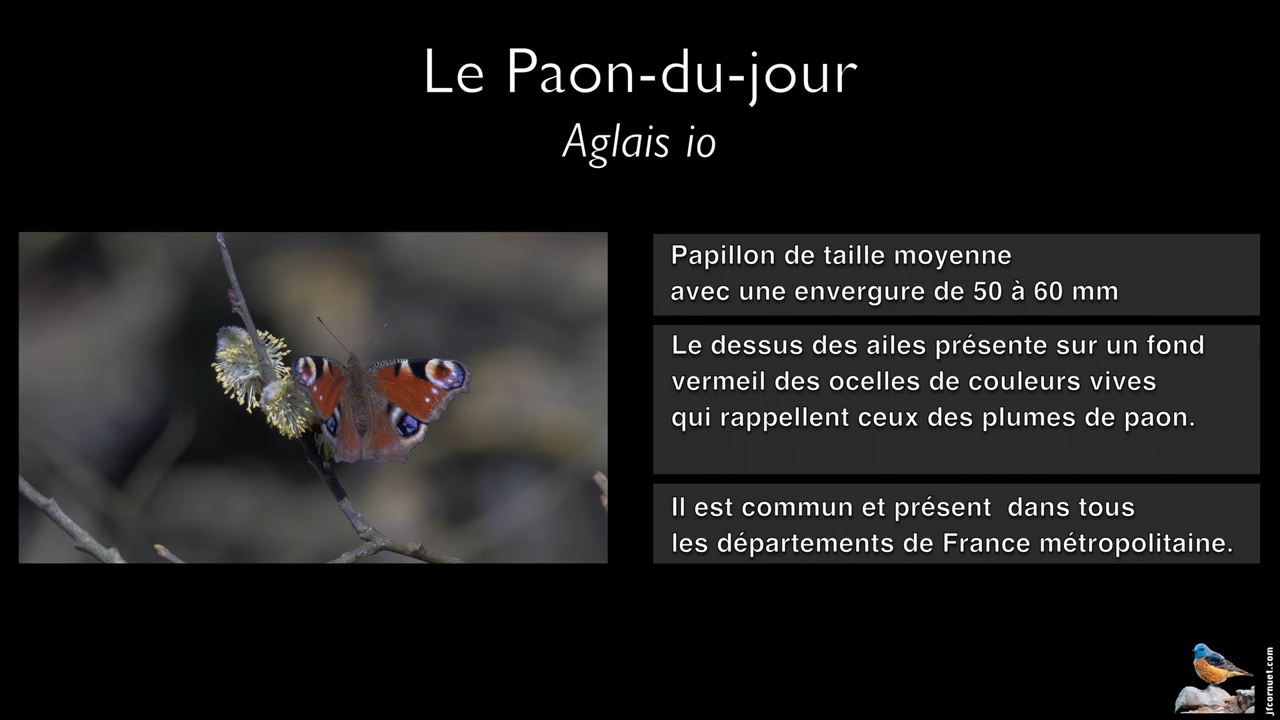 Le Paon-du-jour
Aglais io
Papillon de taille moyenne
avec une envergure de 50 à 60 mm
Le dessus des ailes présente sur un fond
vermeil des ocelles de couleurs vives
qui rappellent ceux des plumes de paon.
Il est commun et présent  dans tous
les départements de France métropolitaine.
jfcornuet.com